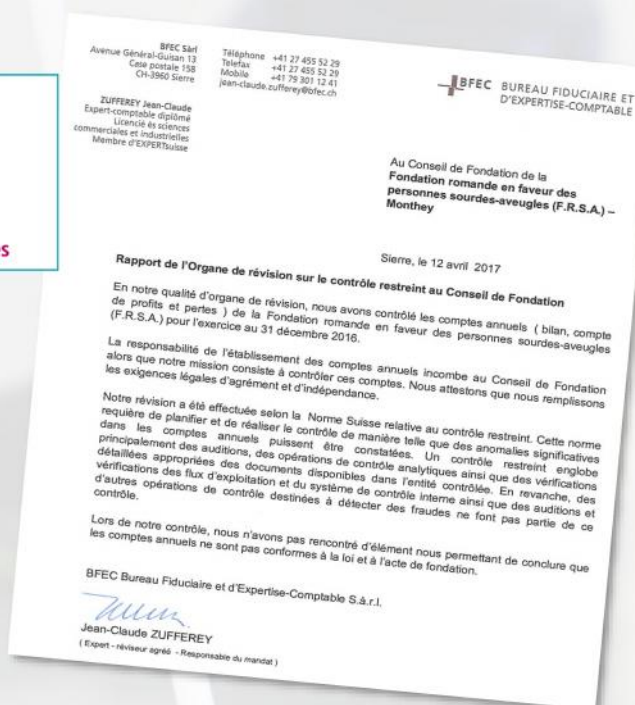 BFEC Sàrl
Avenue Général-Guisan 13
Case postale 158
CH-3960 Sierre
ZUFFEREY Jean-Claude
Expert-comptable diplômé
Licencié ès sciences
commerciales et industrielles
Membre d'EXPERTsuisse
Téléphone +41 27 455 52 29
Telefax +41 27 455 52 29
Mobile +41 79 301 12 41
jean-claude.zufferey@bfec.ch
BFEC BUREAU FIDUCIAIRE ET
D'EXPERTISE-COMPTABLE
Au Conseil de Fondation de la
Fondation romande en faveur des
personnes sourdes-aveugles (F.R.S.A.) –
Monthey
s
Sierre, le 12 avril 2017
Rapport de l'Organe de révision sur le contrôle restreint au Conseil de Fondation
En notre qualité d'organe de révision, nous avons contrôlé les comptes annuels ( bilan, compte
de profits et pertes ) de la Fondation romande en faveur des personnes sourdes-aveugles
(F.R.S.A.) pour l'exercice au 31 décembre 2016.
La responsabilité de l'établissement des comptes annuels incombe au Conseil de Fondation
alors que notre mission consiste à contrôler ces comptes. Nous attestons que nous remplissons
les exigences légales d'agrément et d'indépendance.
Notre révision a été effectuée selon la Norme Suisse relative au contrôle restreint. Cette norme
requière de planifier et de réaliser le contrôle de manière telle que des anomalies significatives
dans les comptes annuels puissent être constatées. Un contrôle restreint englobe
principalement des auditions, des opérations de contrôle analytiques ainsi que des vérifications
détaillées appropriées des documents disponibles dans l'entité contrôlée. En revanche, des
vérifications des flux d'exploitation et du système de contrôle interne ainsi que des auditions et
d'autres opérations de contrôle destinées à détecter des fraudes ne font pas partie de ce
contrôle.
Lors de notre contrôle, nous n'avons pas rencontré d'élément nous permettant de conclure que
les comptes annuels ne sont pas conformes à la loi et à l'acte de fondation.
BFEC Bureau Fiduciaire et d'Expertise-Comptable S.à.r.l.
Jean-Claude ZUFFEREY
( Expert - réviseur agréé - Responsable du mandat )